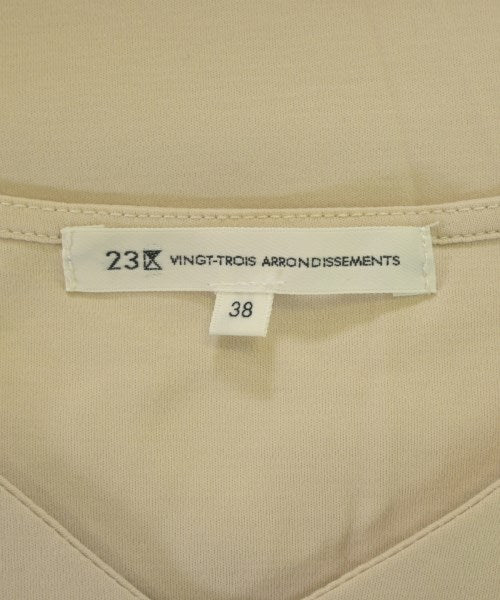 23区 VINGT-TROIS ARRONDISSEMENTS
38